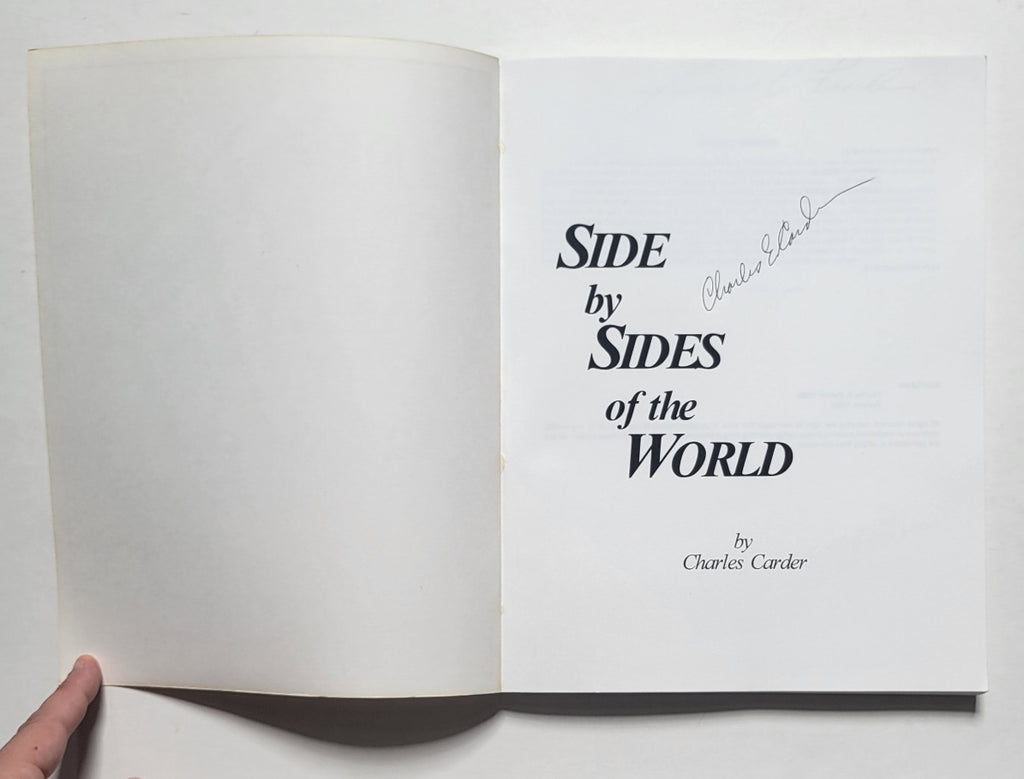 Charles E Carder
SIDE
by
SIDES
of the
WORLD
by
Charles Carder